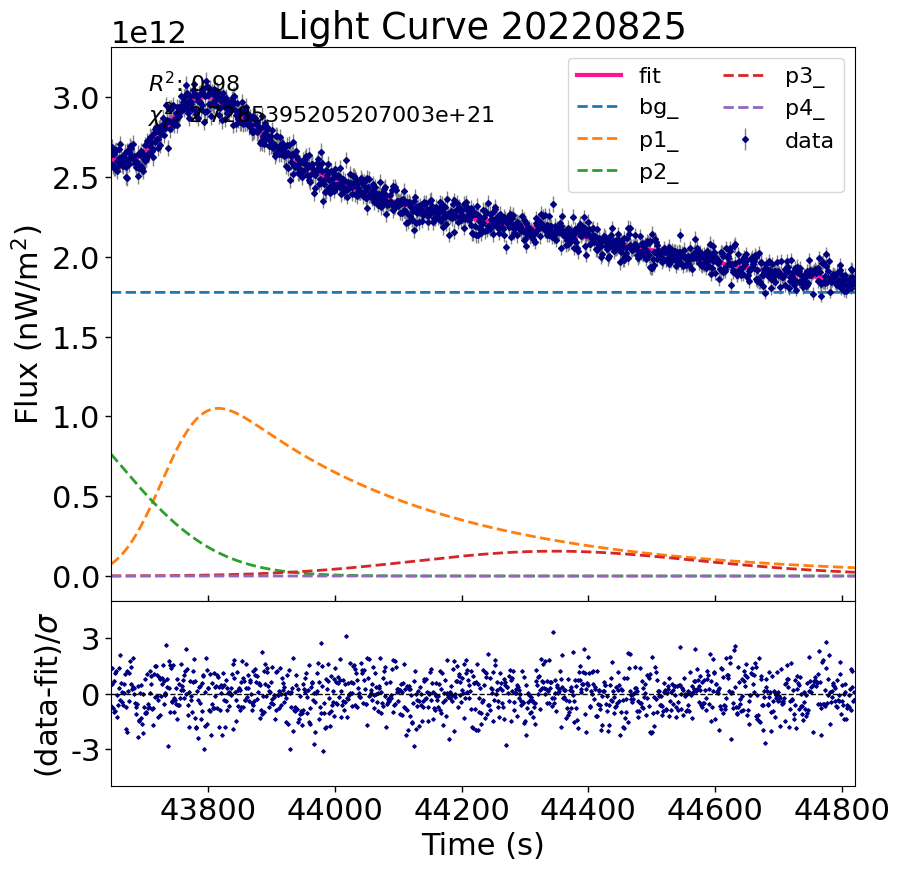 Light Curve 20220825
1e12
R²: 0.98
3.0
2.5
2.0
1.5
1.0
0.5
0.0
Flux (nW/m²)
fit
bg_
p1_
p2_
p3_
p4_
data
3
0
-3
(data-fit)/σ
43800 44000 44200 44400 44600 44800
Time (s)